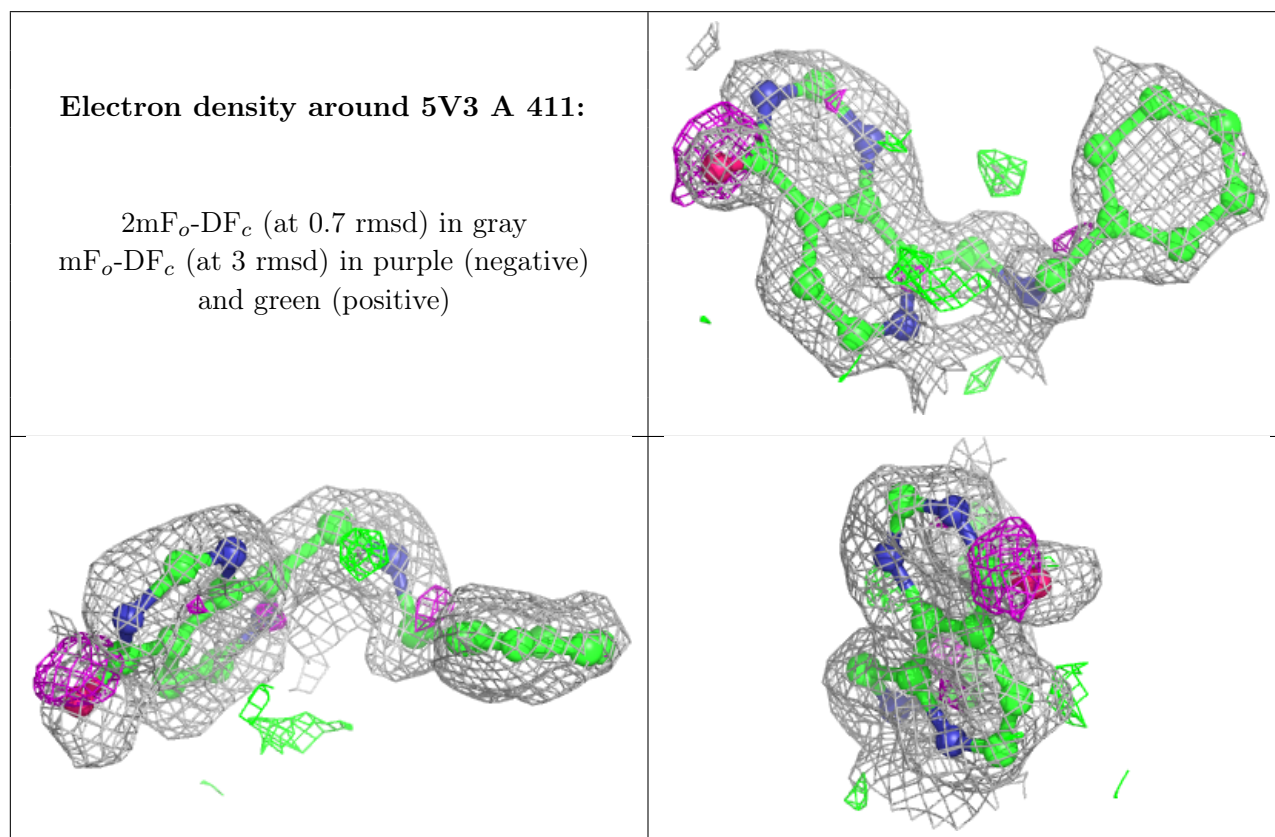 Electron density around 5V3 A 411:
2mFo-DFc (at 0.7 rmsd) in gray
mFo-DFc (at 3 rmsd) in purple (negative)
and green (positive)